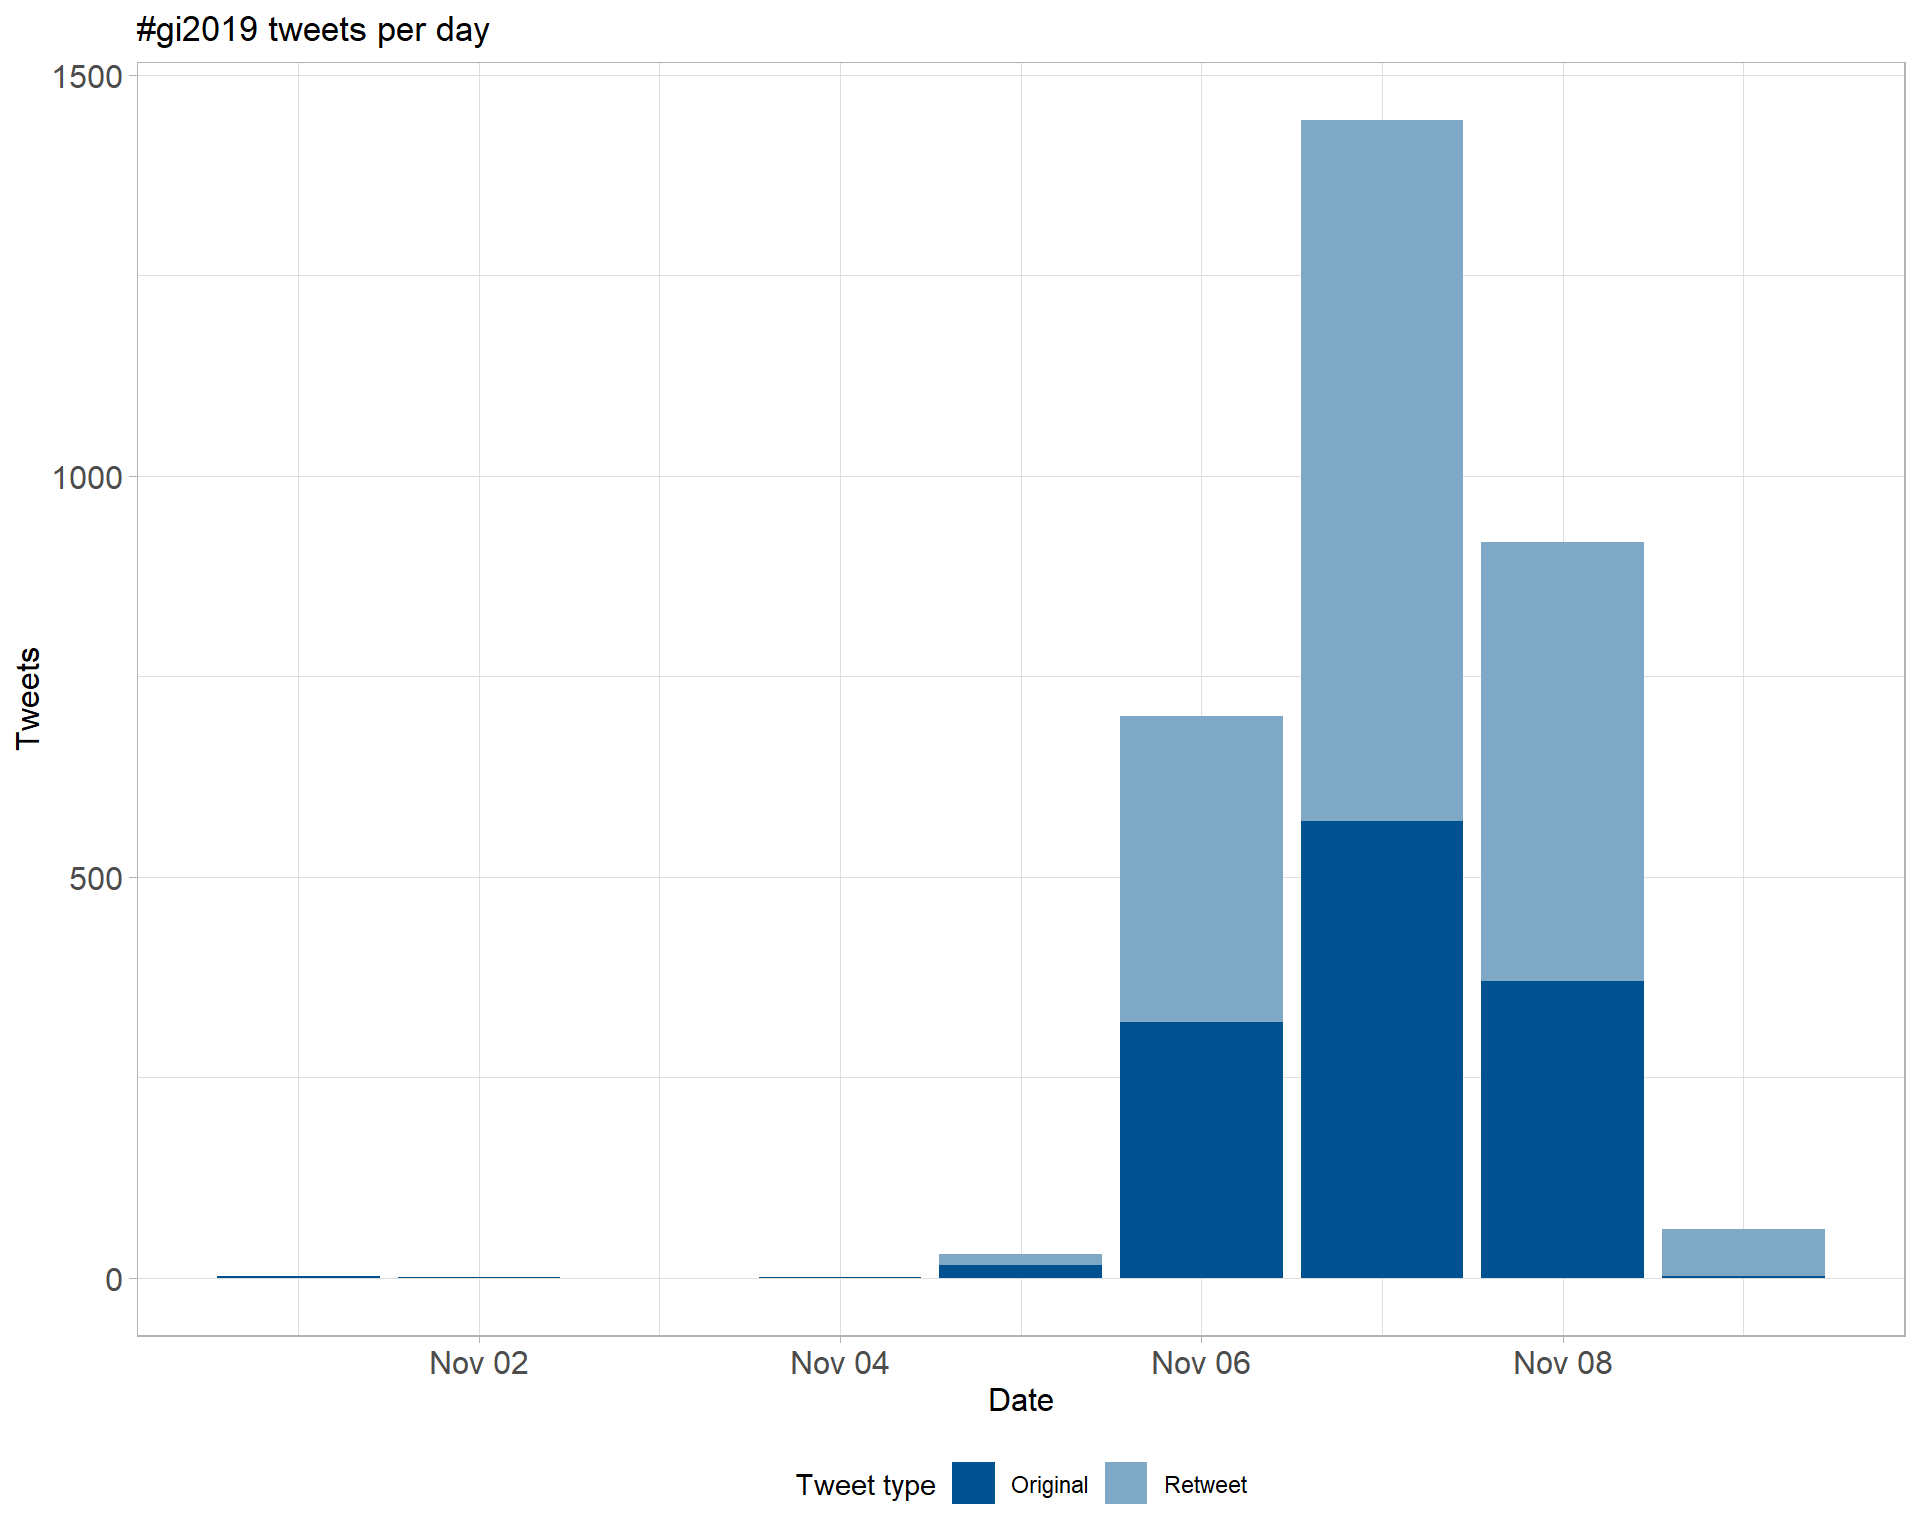 #gi2019 tweets per day
1500
1000
500
0
Tweets
Nov 02 Nov 04 Nov 06 Nov 08
Date
Tweet type Original Retweet